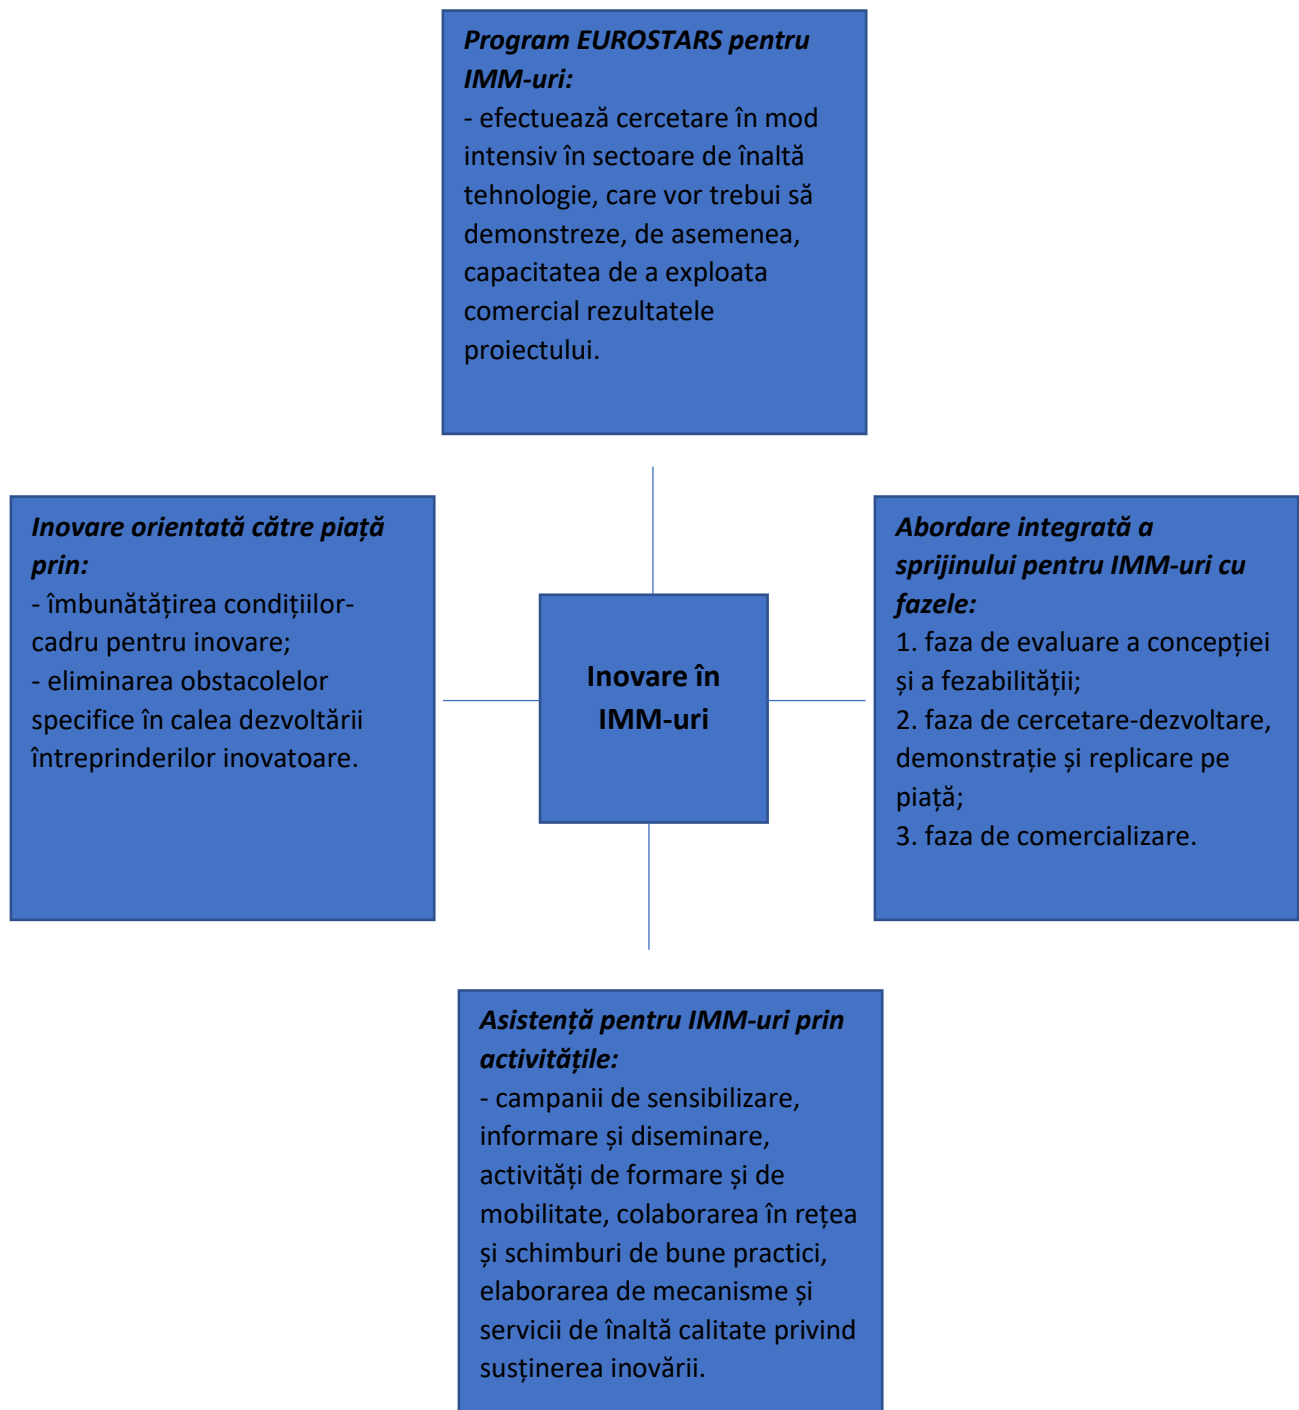 Program EUROSTARS pentru
IMM-uri:
- efectuează cercetare în mod
intensiv în sectoare de înaltă
tehnologie, care vor trebui să
demonstreze, de asemenea,
capacitatea de a exploata
comercial rezultatele
proiectului.
Inovare orientată către piață
prin:
- îmbunătățirea condițiilor-
cadru pentru inovare;
- eliminarea obstacolelor
specifice în calea dezvoltării
întreprinderilor inovatoare.
Inovare în
IMM-uri
Abordare integrată a
sprijinului pentru IMM-uri cu
fazele:
1. faza de evaluare a concepției
și a fezabilității;
2. faza de cercetare-dezvoltare,
demonstrație și replicare pe
piață;
3. faza de comercializare.
Asistență pentru IMM-uri prin
activitățile:
- campanii de sensibilizare,
informare și diseminare,
activități de formare și de
mobilitate, colaborarea în rețea
și schimburi de bune practici,
elaborarea de mecanisme și
servicii de înaltă calitate privind
susținerea inovării.